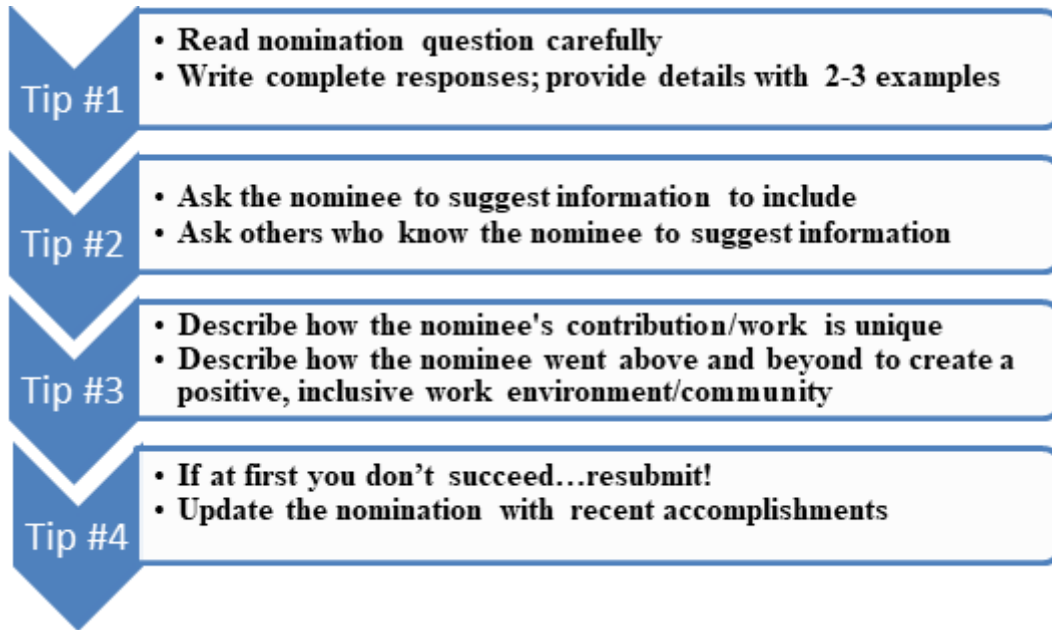 Tip #1
• Read nomination question carefully
• Write complete responses; provide details with 2-3 examples
Tip #2
• Ask the nominee to suggest information to include
• Ask others who know the nominee to suggest information
Tip #3
• Describe how the nominee's contribution/work is unique
• Describe how the nominee went above and beyond to create a
positive, inclusive work environment/community
Tip #4
• If at first you don’t succeed…resubmit!
• Update the nomination with recent accomplishments